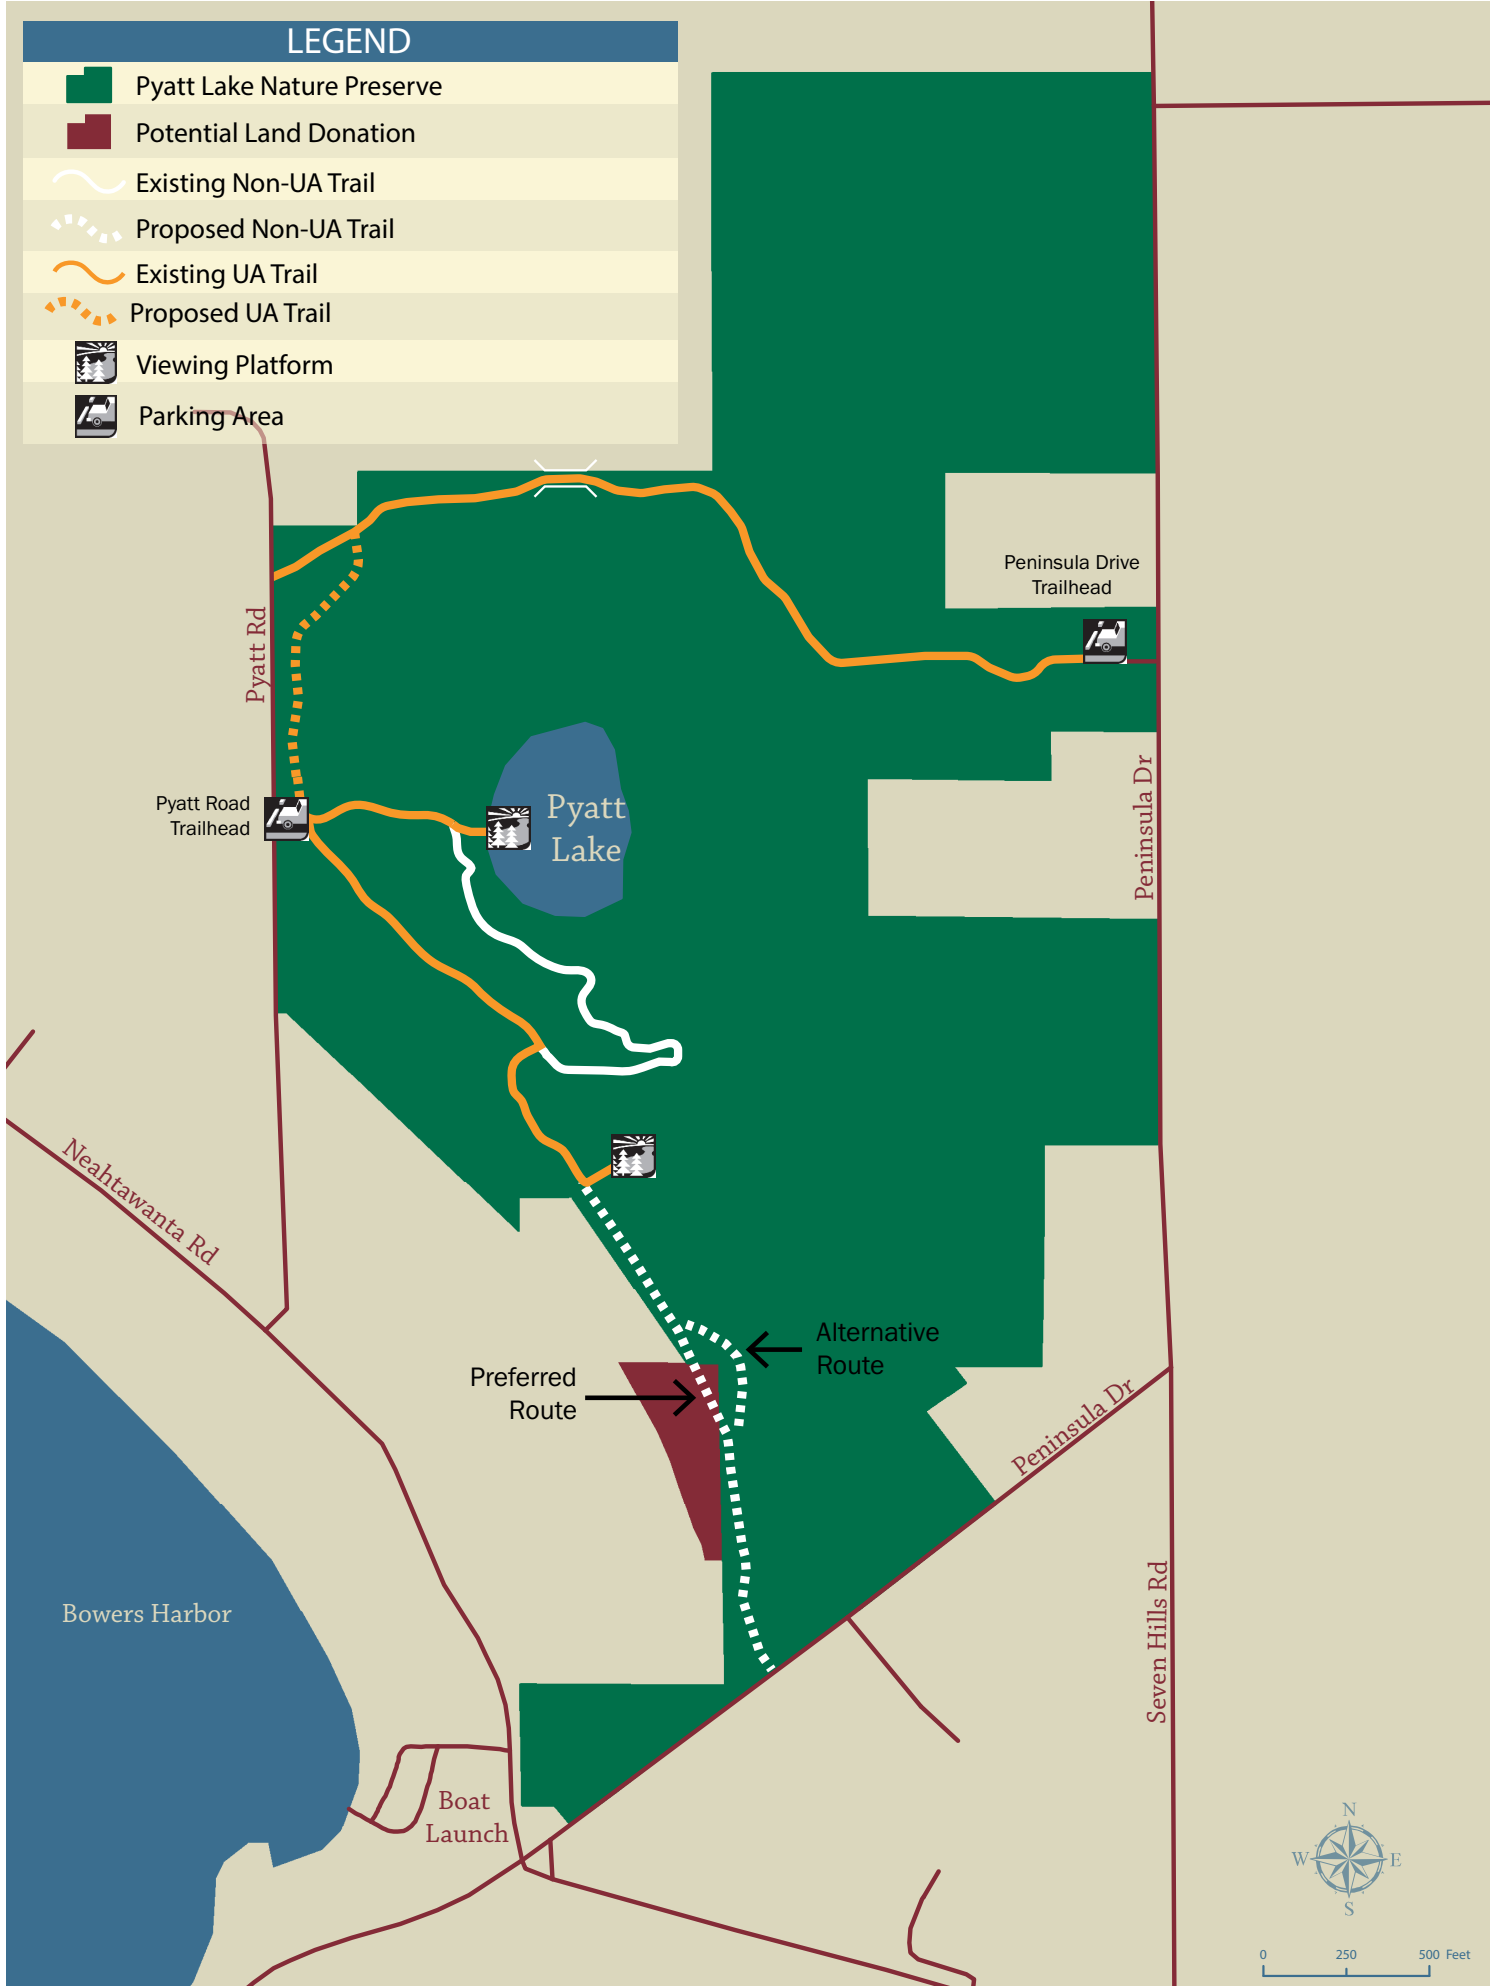 LEGEND
Pyatt Lake Nature Preserve
Potential Land Donation
Existing Non-UA Trail
Proposed Non-UA Trail
Existing UA Trail
Proposed UA Trail
Viewing Platform
Parking Area
Peninsula Drive
Trailhead
Pyatt Rd
Pyatt Road
Trailhead
Pyatt
Lake
Peninsula Dr
Neahtawanta Rd
Alternative
Route
Preferred
Route
Peninsula Dr
Bowers Harbor
Seven Hills Rd
Boat
Launch
N
W E
S
0 250 500 Feet